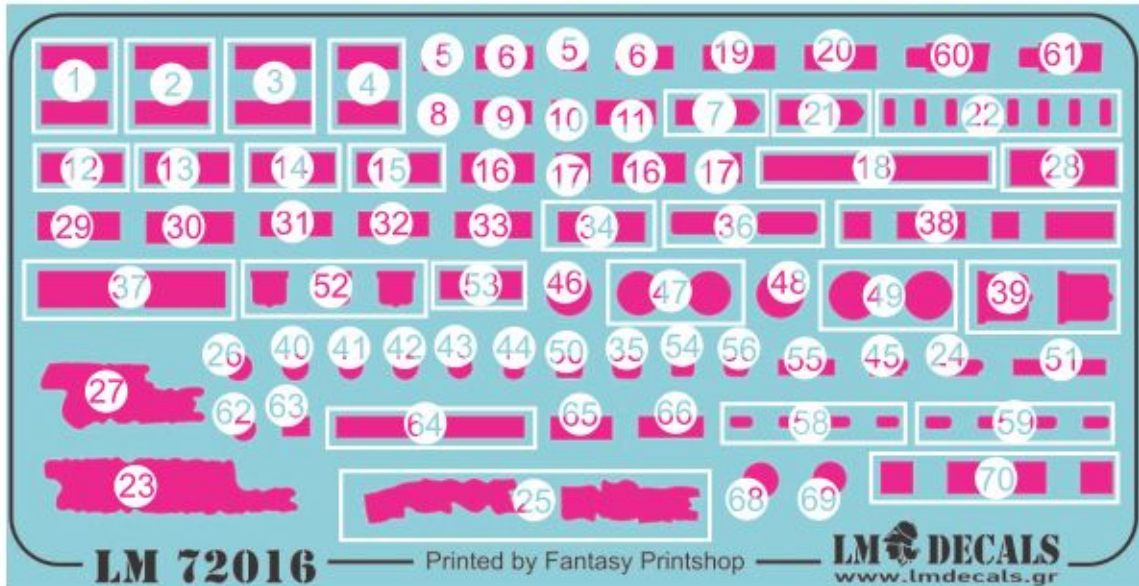 1 2 3 4 5 6 5 6 19 20 60 61
8 9 10 11 7 21 22
12 13 14 15 16 17 16 17 18 28
29 30 31 32 33 34 36 38
37 52 53 46 47 48 49 39
26 40 41 42 43 44 50 35 54 56 55 45 24 51
27
62 63 64 65 66 58 59
23 25 68 69 70
LM 72016
Printed by Fantasy Printshop
LM DECALS
www.lmdecals.gr